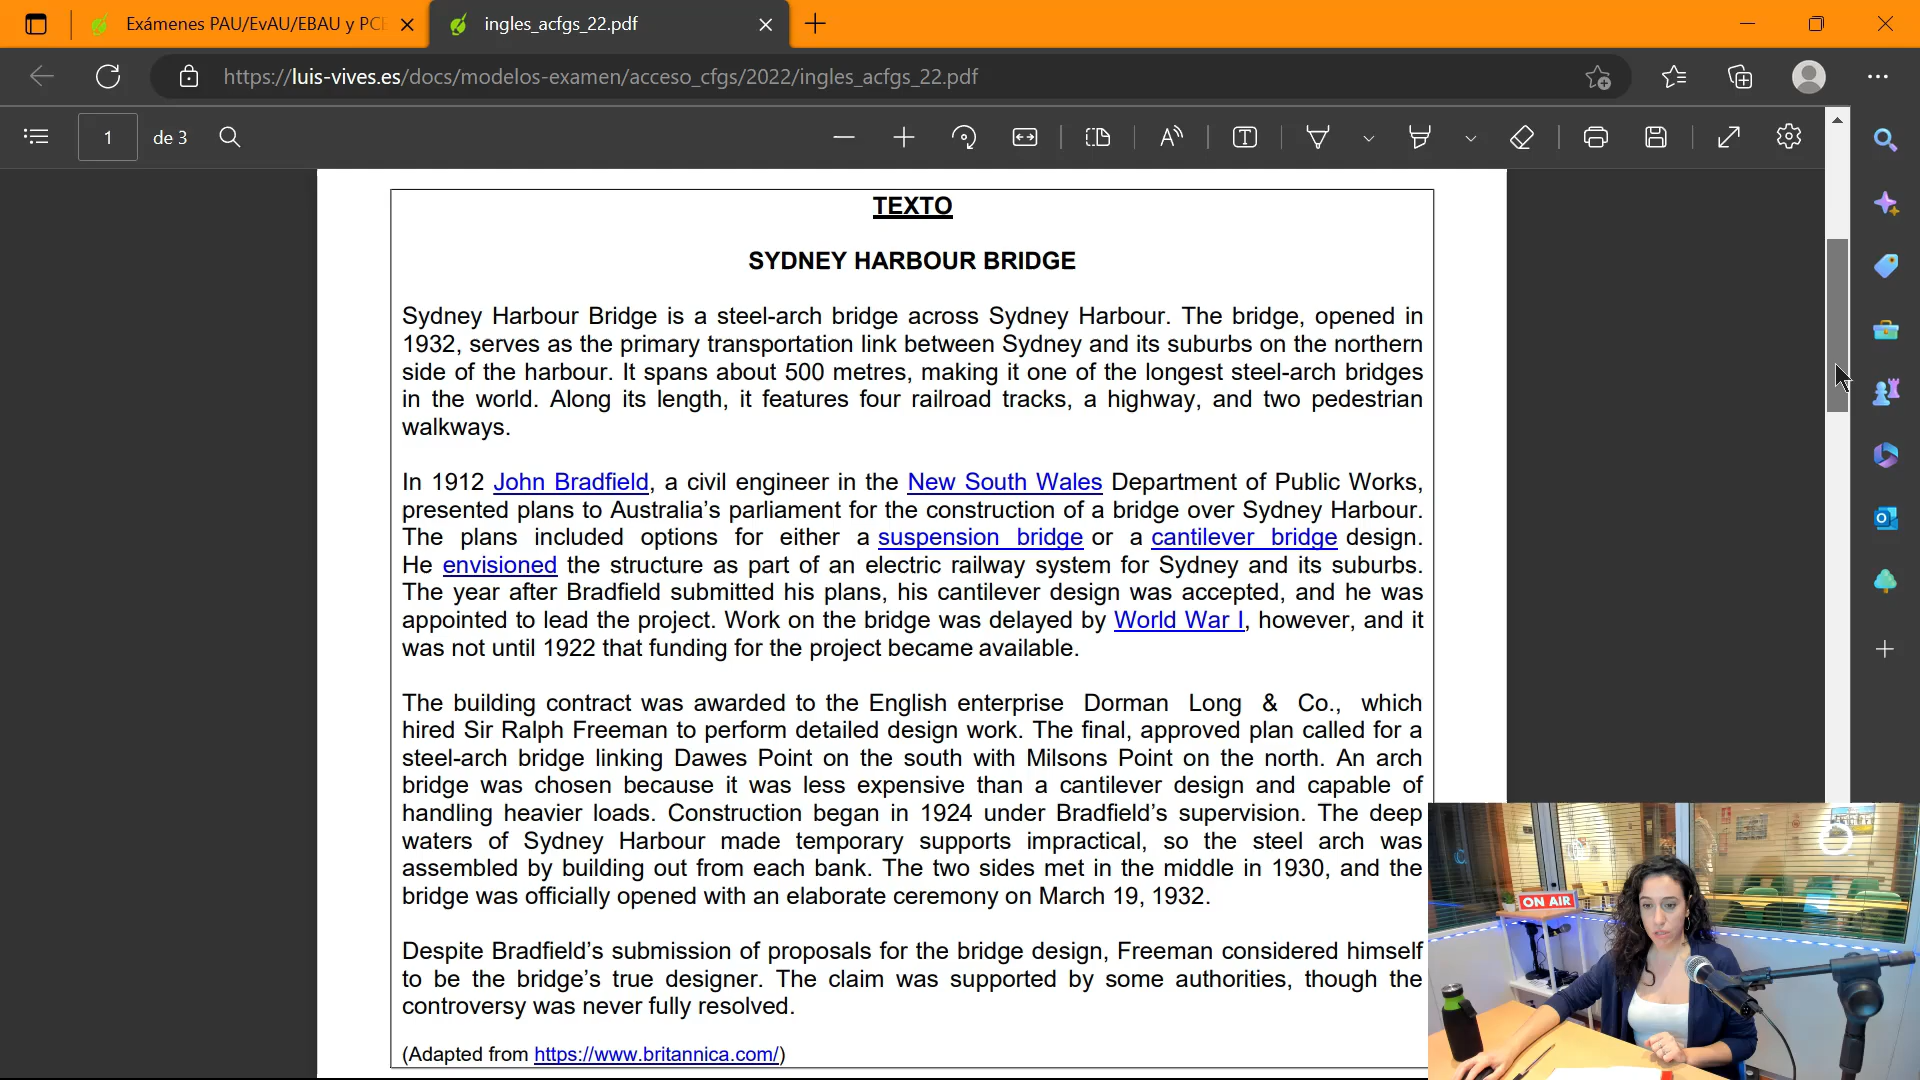 Exámenes PAU/EvAU/EBAU y PCE
ingles_acfgs_22.pdf
https://luis-vives.es/docs/modelos-examen/acceso_cfgs/2022/ingles_acfgs_22.pdf
1 de 3
TEXTO
SYDNEY HARBOUR BRIDGE
Sydney Harbour Bridge is a steel-arch bridge across Sydney Harbour. The bridge, opened in
1932, serves as the primary transportation link between Sydney and its suburbs on the northern
side of the harbour. It spans about 500 metres, making it one of the longest steel-arch bridges
in the world. Along its length, it features four railroad tracks, a highway, and two pedestrian
walkways.
In 1912 John Bradfield, a civil engineer in the New South Wales Department of Public Works,
presented plans to Australia's parliament for the construction of a bridge over Sydney Harbour.
The plans included options for either a suspension bridge or a cantilever bridge design.
He envisioned the structure as part of an electric railway system for Sydney and its suburbs.
The year after Bradfield submitted his plans, his cantilever design was accepted, and he was
appointed to lead the project. Work on the bridge was delayed by World War I, however, and it
was not until 1922 that funding for the project became available.
The building contract was awarded to the English enterprise Dorman Long & Co., which
hired Sir Ralph Freeman to perform detailed design work. The final, approved plan called for a
steel-arch bridge linking Dawes Point on the south with Milsons Point on the north. An arch
bridge was chosen because it was less expensive than a cantilever design and capable of
handling heavier loads. Construction began in 1924 under Bradfield's supervision. The deep
waters of Sydney Harbour made temporary supports impractical, so the steel arch was
assembled by building out from each bank. The two sides met in the middle in 1930, and the
bridge was officially opened with an elaborate ceremony on March 19, 1932.
Despite Bradfield's submission of proposals for the bridge design, Freeman considered himself
to be the bridge's true designer. The claim was supported by some authorities, though the
controversy was never fully resolved.
(Adapted from https://www.britannica.com/)
ON AIR